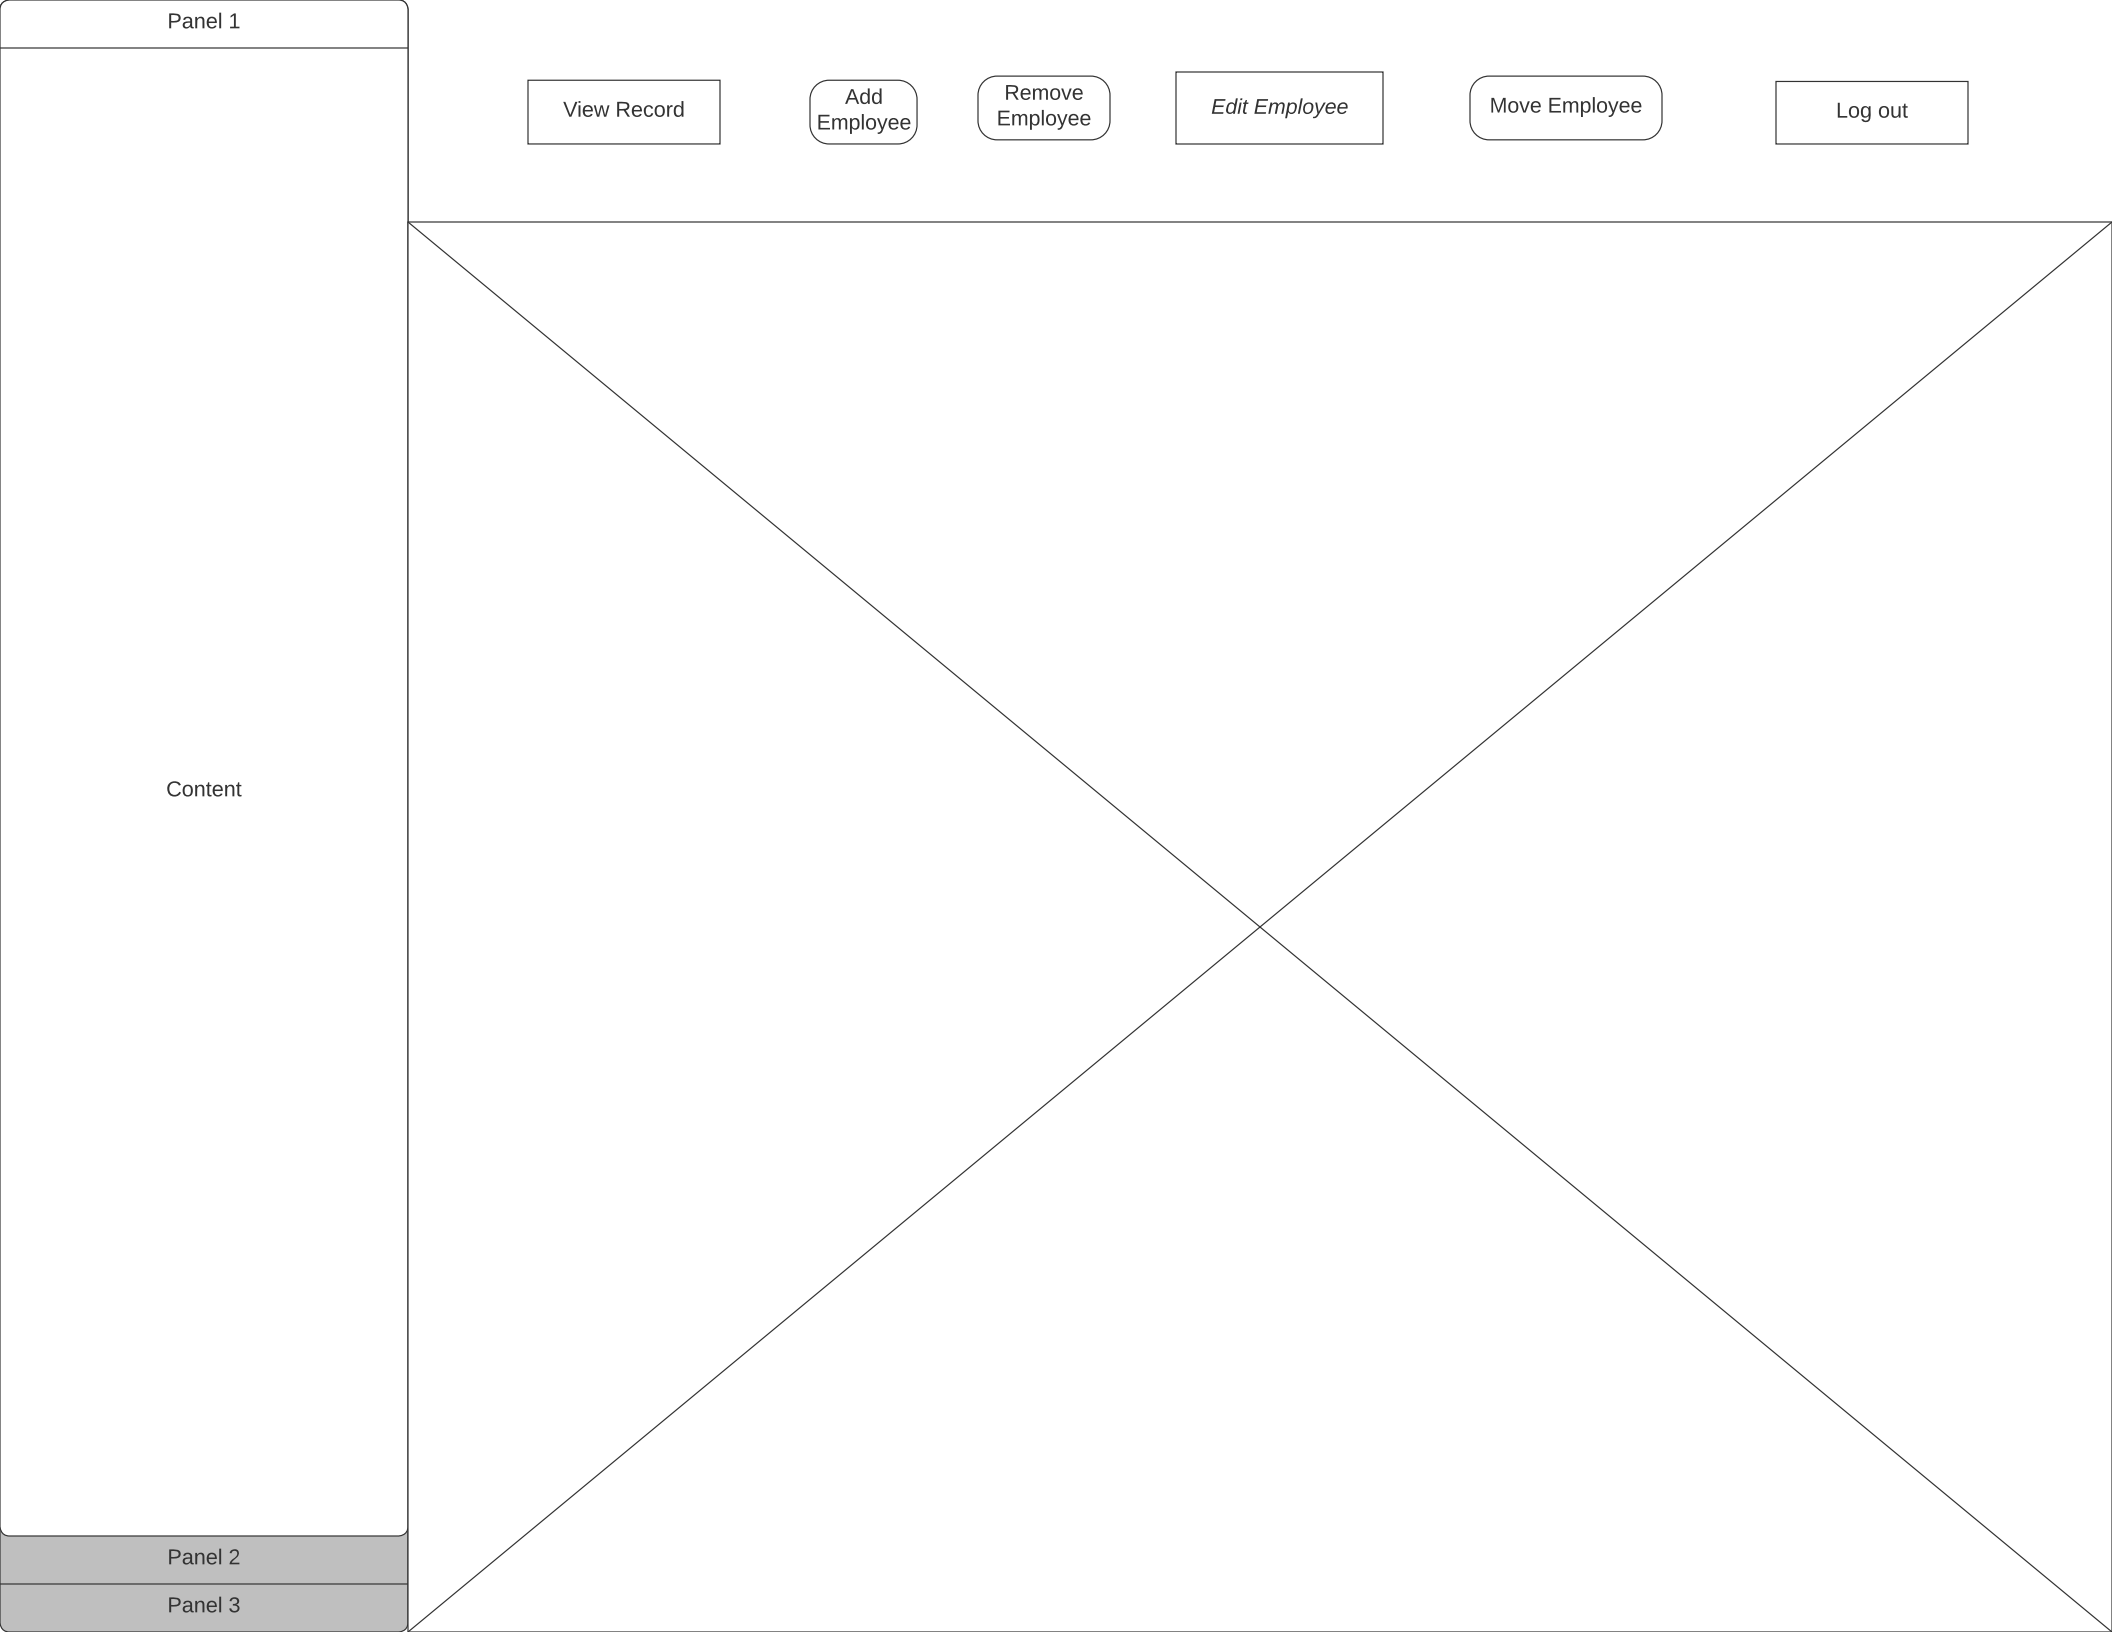 Panel 1
View Record
Add
Employee
Remove
Employee
Edit Employee
Move Employee
Log out
Content
Panel 2
Panel 3